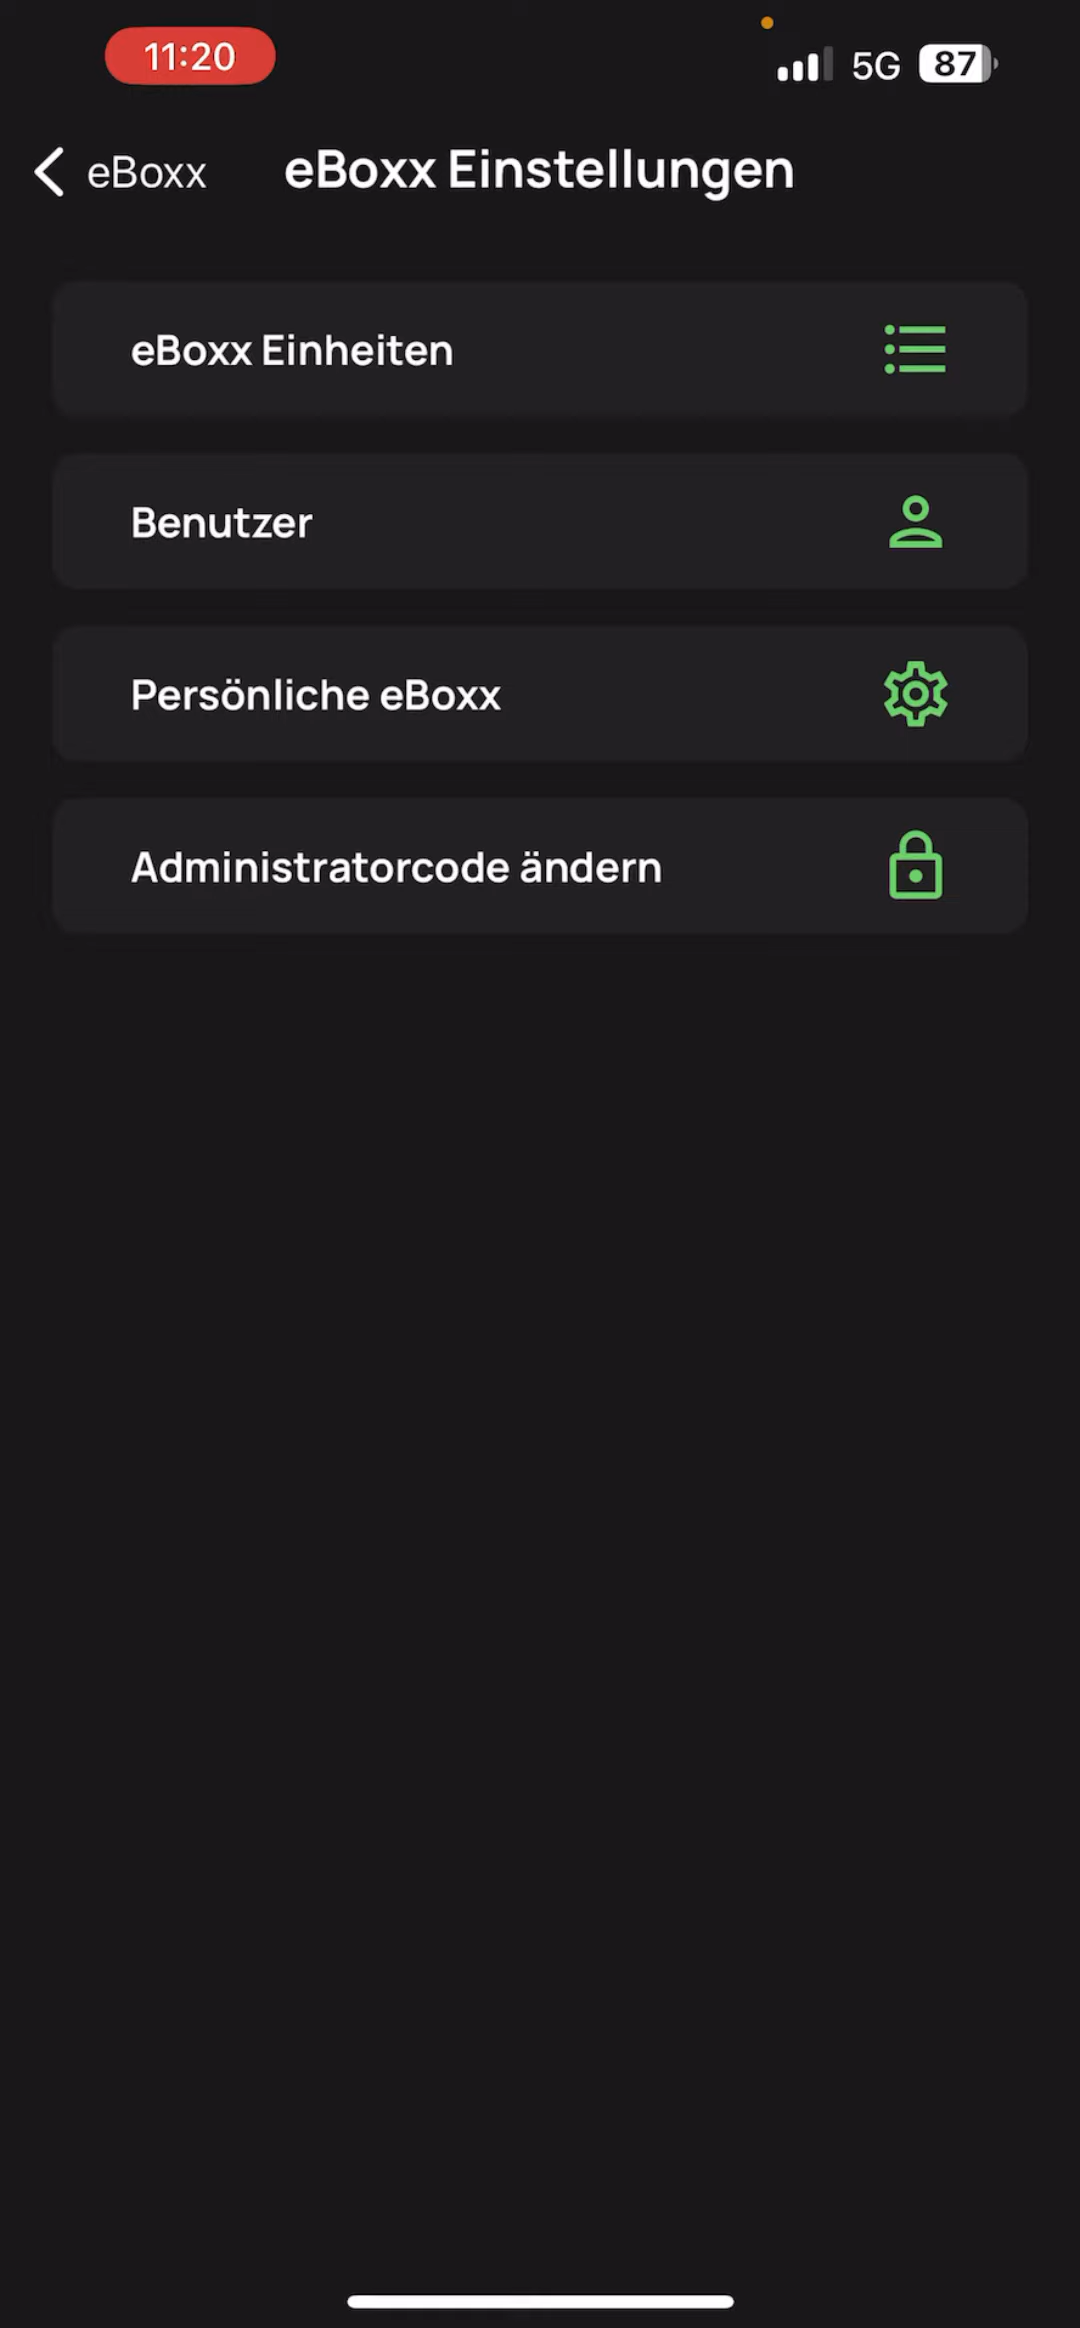 11:20
5G
87
eBoxx
eBoxx Einstellungen
eBoxx Einheiten
Benutzer
Persönliche eBoxx
Administratorcode ändern